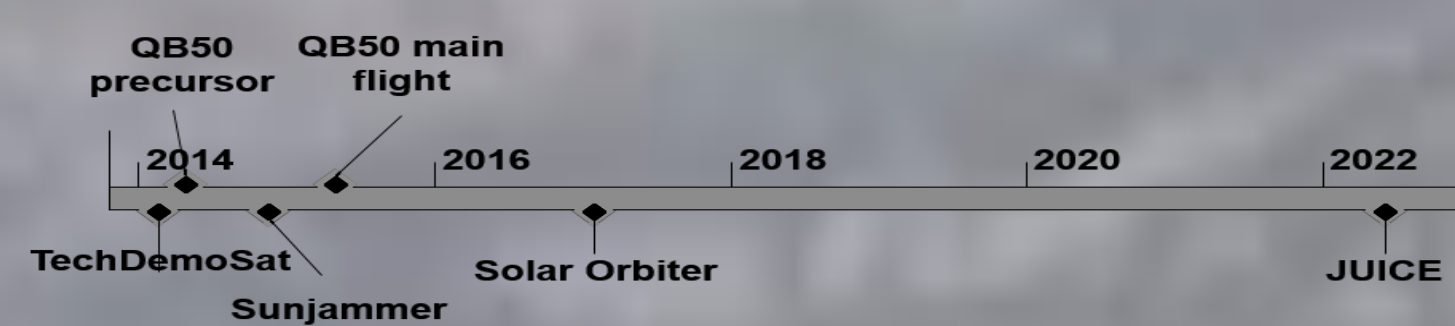 QB50
precursor
QB50 main
flight
2014
2016
2018
2020
2022
TechDemoSat
Sunjammer
Solar Orbiter
JUICE